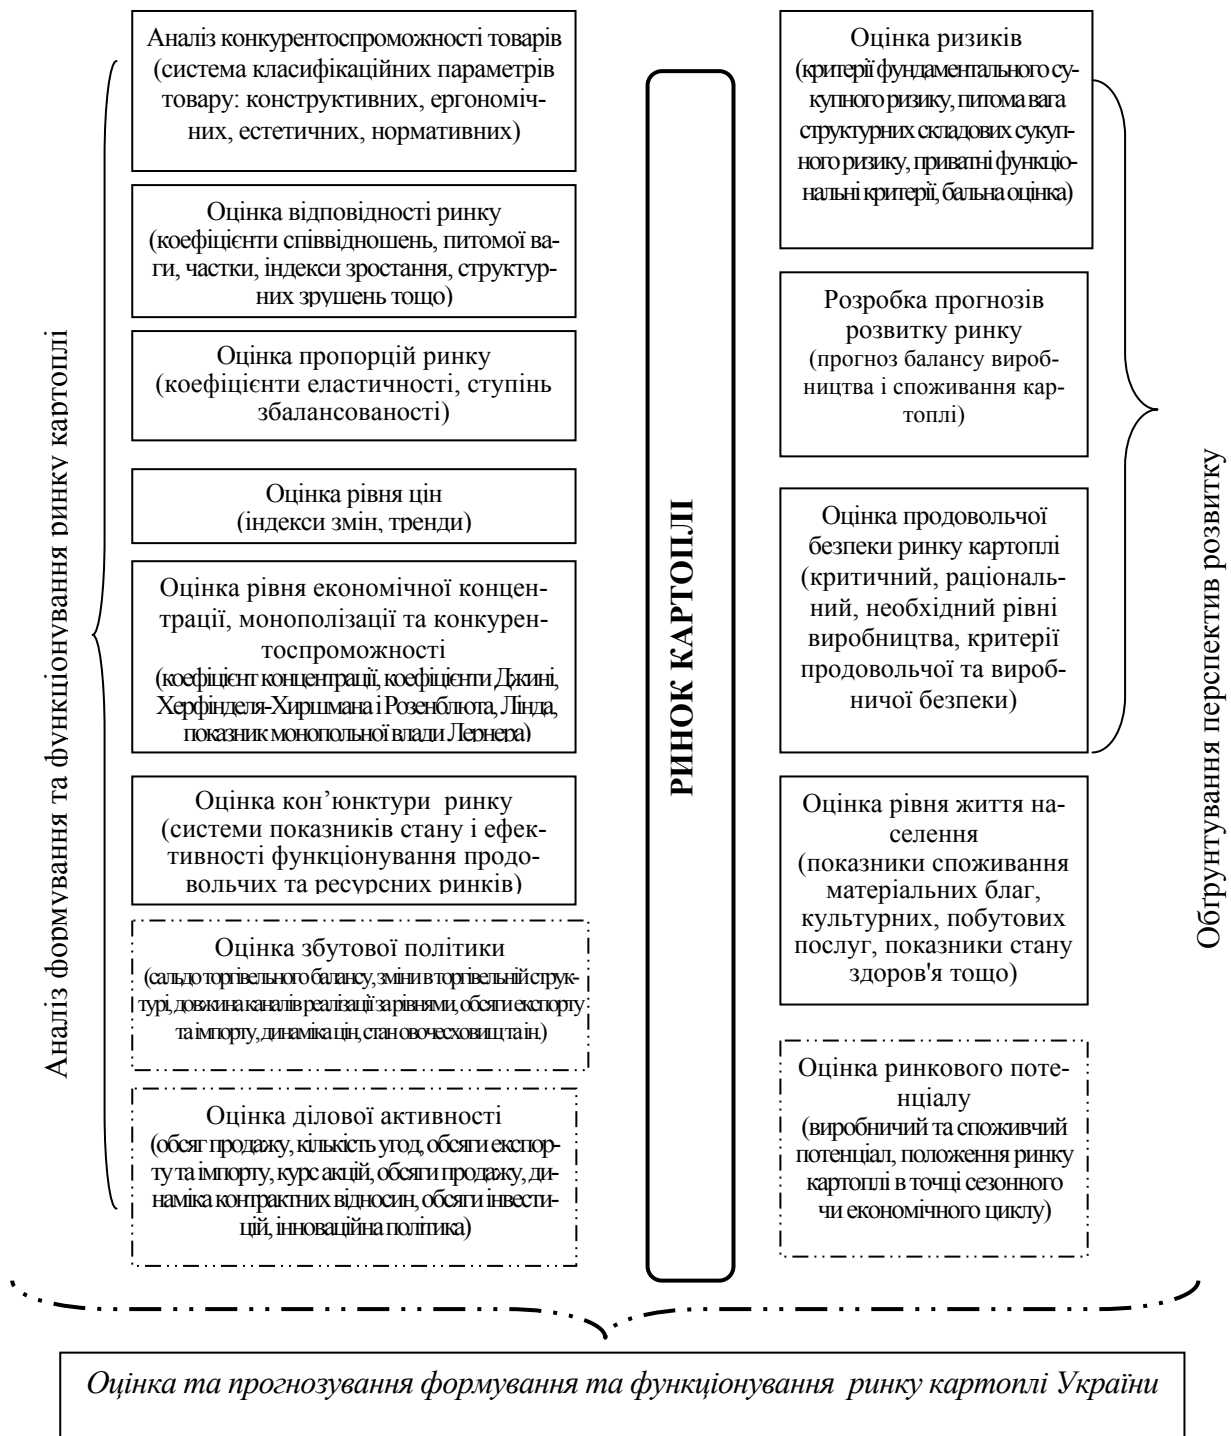 Аналіз формування та функціонування ринку картоплі
Аналіз конкурентоспроможності товарів
(система класифікаційних параметрів
товару: конструктивних, ергономіч-
них, естетичних, нормативних)
Оцінка відповідності ринку
(коефіцієнти співвідношень, питомої ва-
ги, частки, індекси зростання, структур-
них зрушень тощо)
Оцінка пропорцій ринку
(коефіцієнти еластичності, ступінь
збалансованості)
Оцінка рівня цін
(індекси змін, тренди)
Оцінка рівня економічної концен-
трації, монополізації та конкурен-
тоспроможності
(коефіцієнт концентрації, коефіцієнти Джині,
Херфінделя-Хиршмана і Розенблюта, Лінда,
показник монопольної влади Лернера)
Оцінка кон’юнктури ринку
(системи показників стану і ефек-
тивності функціонування продо-
вольчих та ресурсних ринків)
Оцінка збутової політики
(сальдо торгівельного балансу, зміни в торгівельній струк-
турі, довжина каналів реалізації за рівнями, обсяги експорту
та імпорту, динаміка цін, стан овочесховищ та ін.)
Оцінка ділової активності
(обсяг продажу, кількість угод, обсяги експор-
ту та імпорту, курс акцій, обсяги продажу, ди-
наміка контрактних відносин, обсяги інвести-
цій, інноваційна політика)
РИНОК КАРТОПЛІ
Оцінка ризиків
(критерії фундаментального су-
купного ризику, питома вага
структурних складових сукуп-
ного ризику, приватні функціо-
нальні критерії, бальна оцінка)
Розробка прогнозів
розвитку ринку
(прогноз балансу вироб-
ництва і споживання кар-
топлі)
Оцінка продовольчої
безпеки ринку картоплі
(критичний, раціональ-
ний, необхідний рівні
виробництва, критерії
продовольчої та вироб-
ничої безпеки)
Оцінка рівня життя на-
селення
(показники споживання
матеріальних благ,
культурних, побутових
послуг, показники стану
здоров'я тощо)
Оцінка ринкового поте-
нціалу
(виробничий та споживчий
потенціал, положення ринку
картоплі в точці сезонного
чи економічного циклу)
Обґрунтування перспектив розвитку
Оцінка та прогнозування формування та функціонування ринку картоплі України